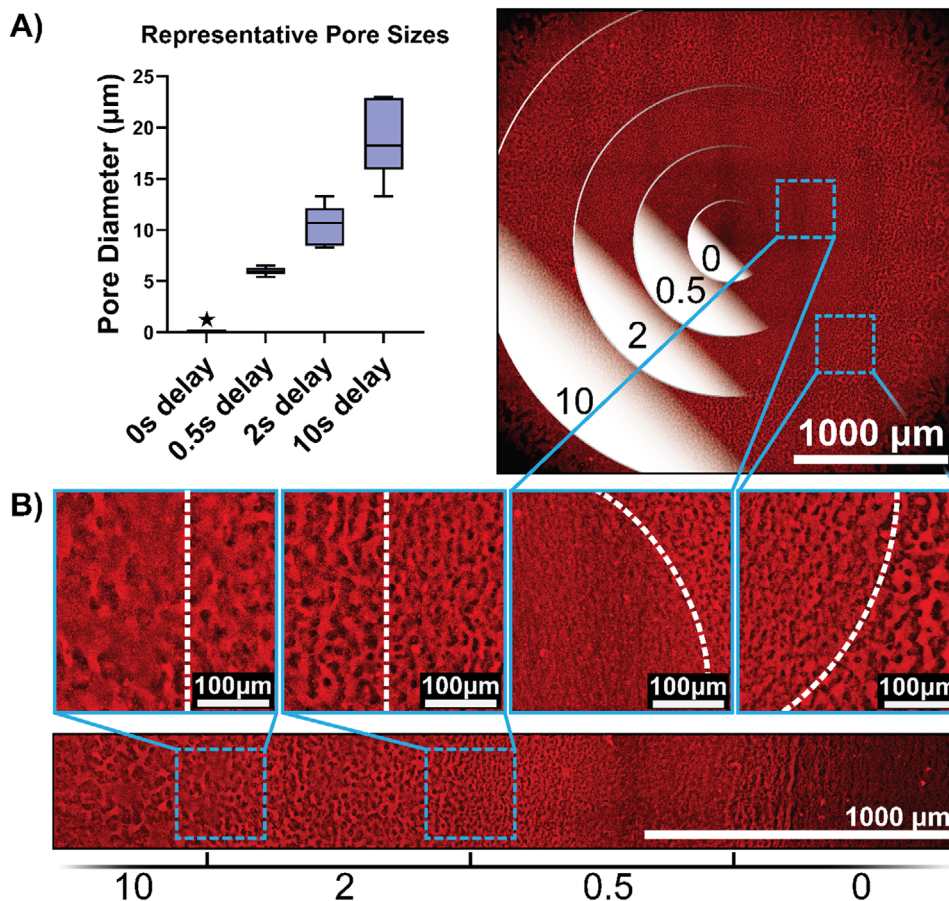 A)
Representative Pore Sizes
Pore Diameter (µm)
25
20
15
10
5
0
0s delay
0.5s delay
2s delay
10s delay
0
0.5
2
10
1000 µm
B)
100µm
100µm
100µm
100µm
1000 µm
10
2
0.5
0